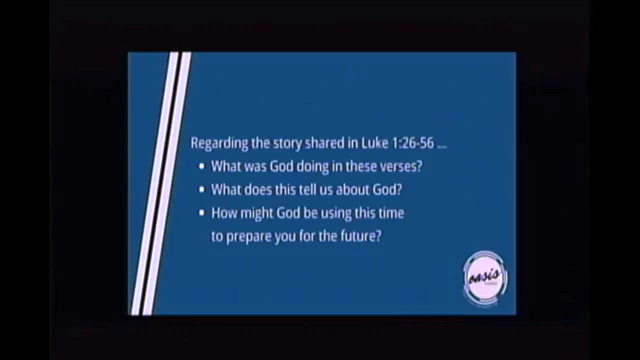 Regarding the story shared in Luke 1:26-56 ...
• What was God doing in these verses?
• What does this tell us about God?
• How might God be using this time
to prepare you for the future?
oasis